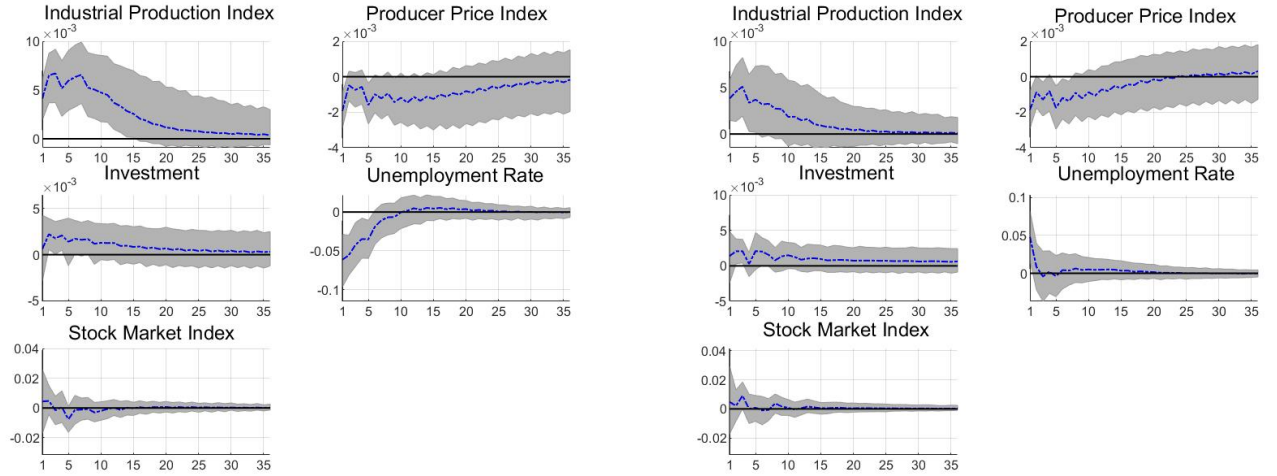 Industrial Production Index
×10⁻³
10
5
0
1 5 10 15 20 25 30 35
Producer Price Index
×10⁻³
2
0
-2
-4
1 5 10 15 20 25 30 35
Investment
×10⁻³
5
0
-5
1 5 10 15 20 25 30 35
Unemployment Rate
0
-0.05
-0.1
1 5 10 15 20 25 30 35
Stock Market Index
0.04
0.02
0
-0.02
1 5 10 15 20 25 30 35
Industrial Production Index
×10⁻³
10
5
0
1 5 10 15 20 25 30 35
Producer Price Index
×10⁻³
2
0
-2
-4
1 5 10 15 20 25 30 35
Investment
×10⁻³
10
5
0
-5
1 5 10 15 20 25 30 35
Unemployment Rate
0.1
0.05
0
1 5 10 15 20 25 30 35
Stock Market Index
0.04
0.02
0
-0.02
1 5 10 15 20 25 30 35